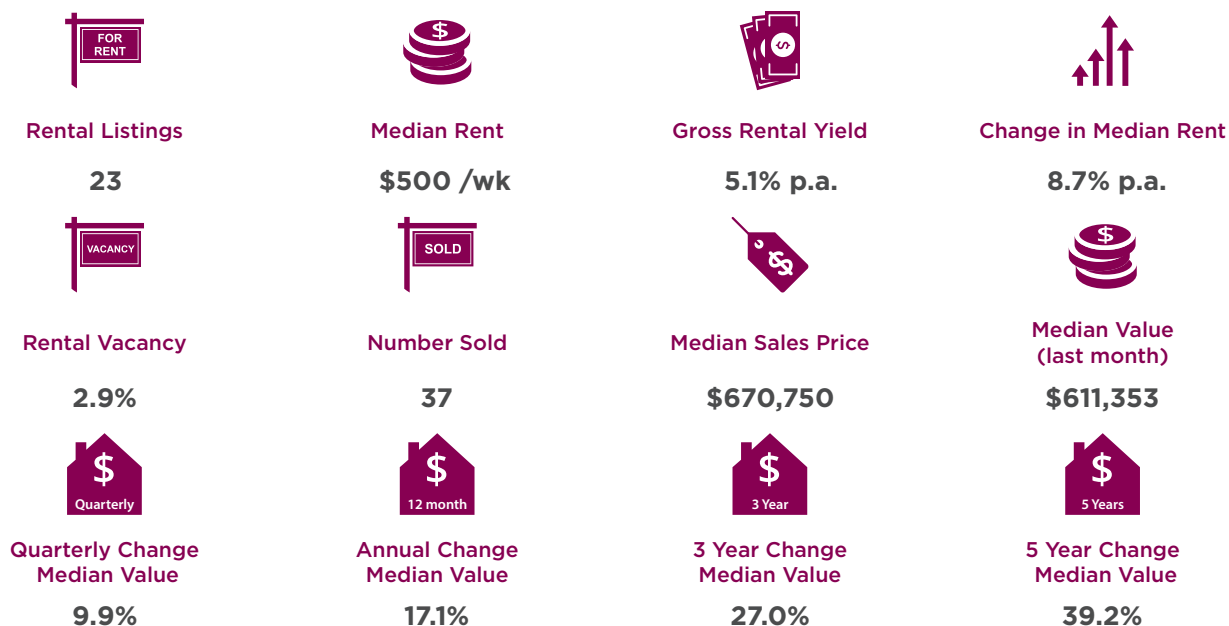 FOR
RENT
$
$
Rental Listings
Median Rent
Gross Rental Yield
Change in Median Rent
23
$500 /wk
5.1% p.a.
8.7% p.a.
VACANCY
SOLD
$
$
Rental Vacancy
Number Sold
Median Sales Price
Median Value
(last month)
2.9%
37
$670,750
$611,353
$
Quarterly
$
12 month
$
3 Year
$
5 Years
Quarterly Change
Median Value
Annual Change
Median Value
3 Year Change
Median Value
5 Year Change
Median Value
9.9%
17.1%
27.0%
39.2%